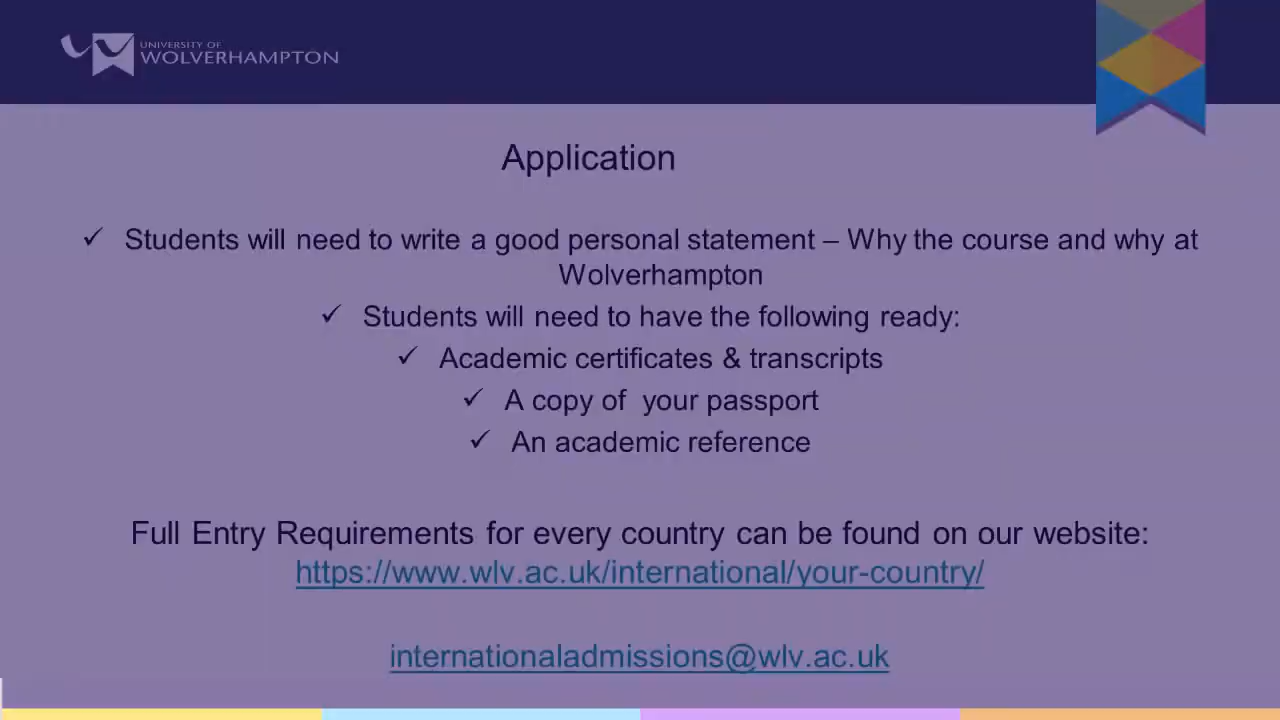 UNIVERSITY OF
WOLVERHAMPTON
Application
✓ Students will need to write a good personal statement – Why the course and why at
Wolverhampton
✓ Students will need to have the following ready:
✓ Academic certificates & transcripts
✓ A copy of  your passport
✓ An academic reference
Full Entry Requirements for every country can be found on our website:
https://www.wlv.ac.uk/international/your-country/
internationaladmissions@wlv.ac.uk